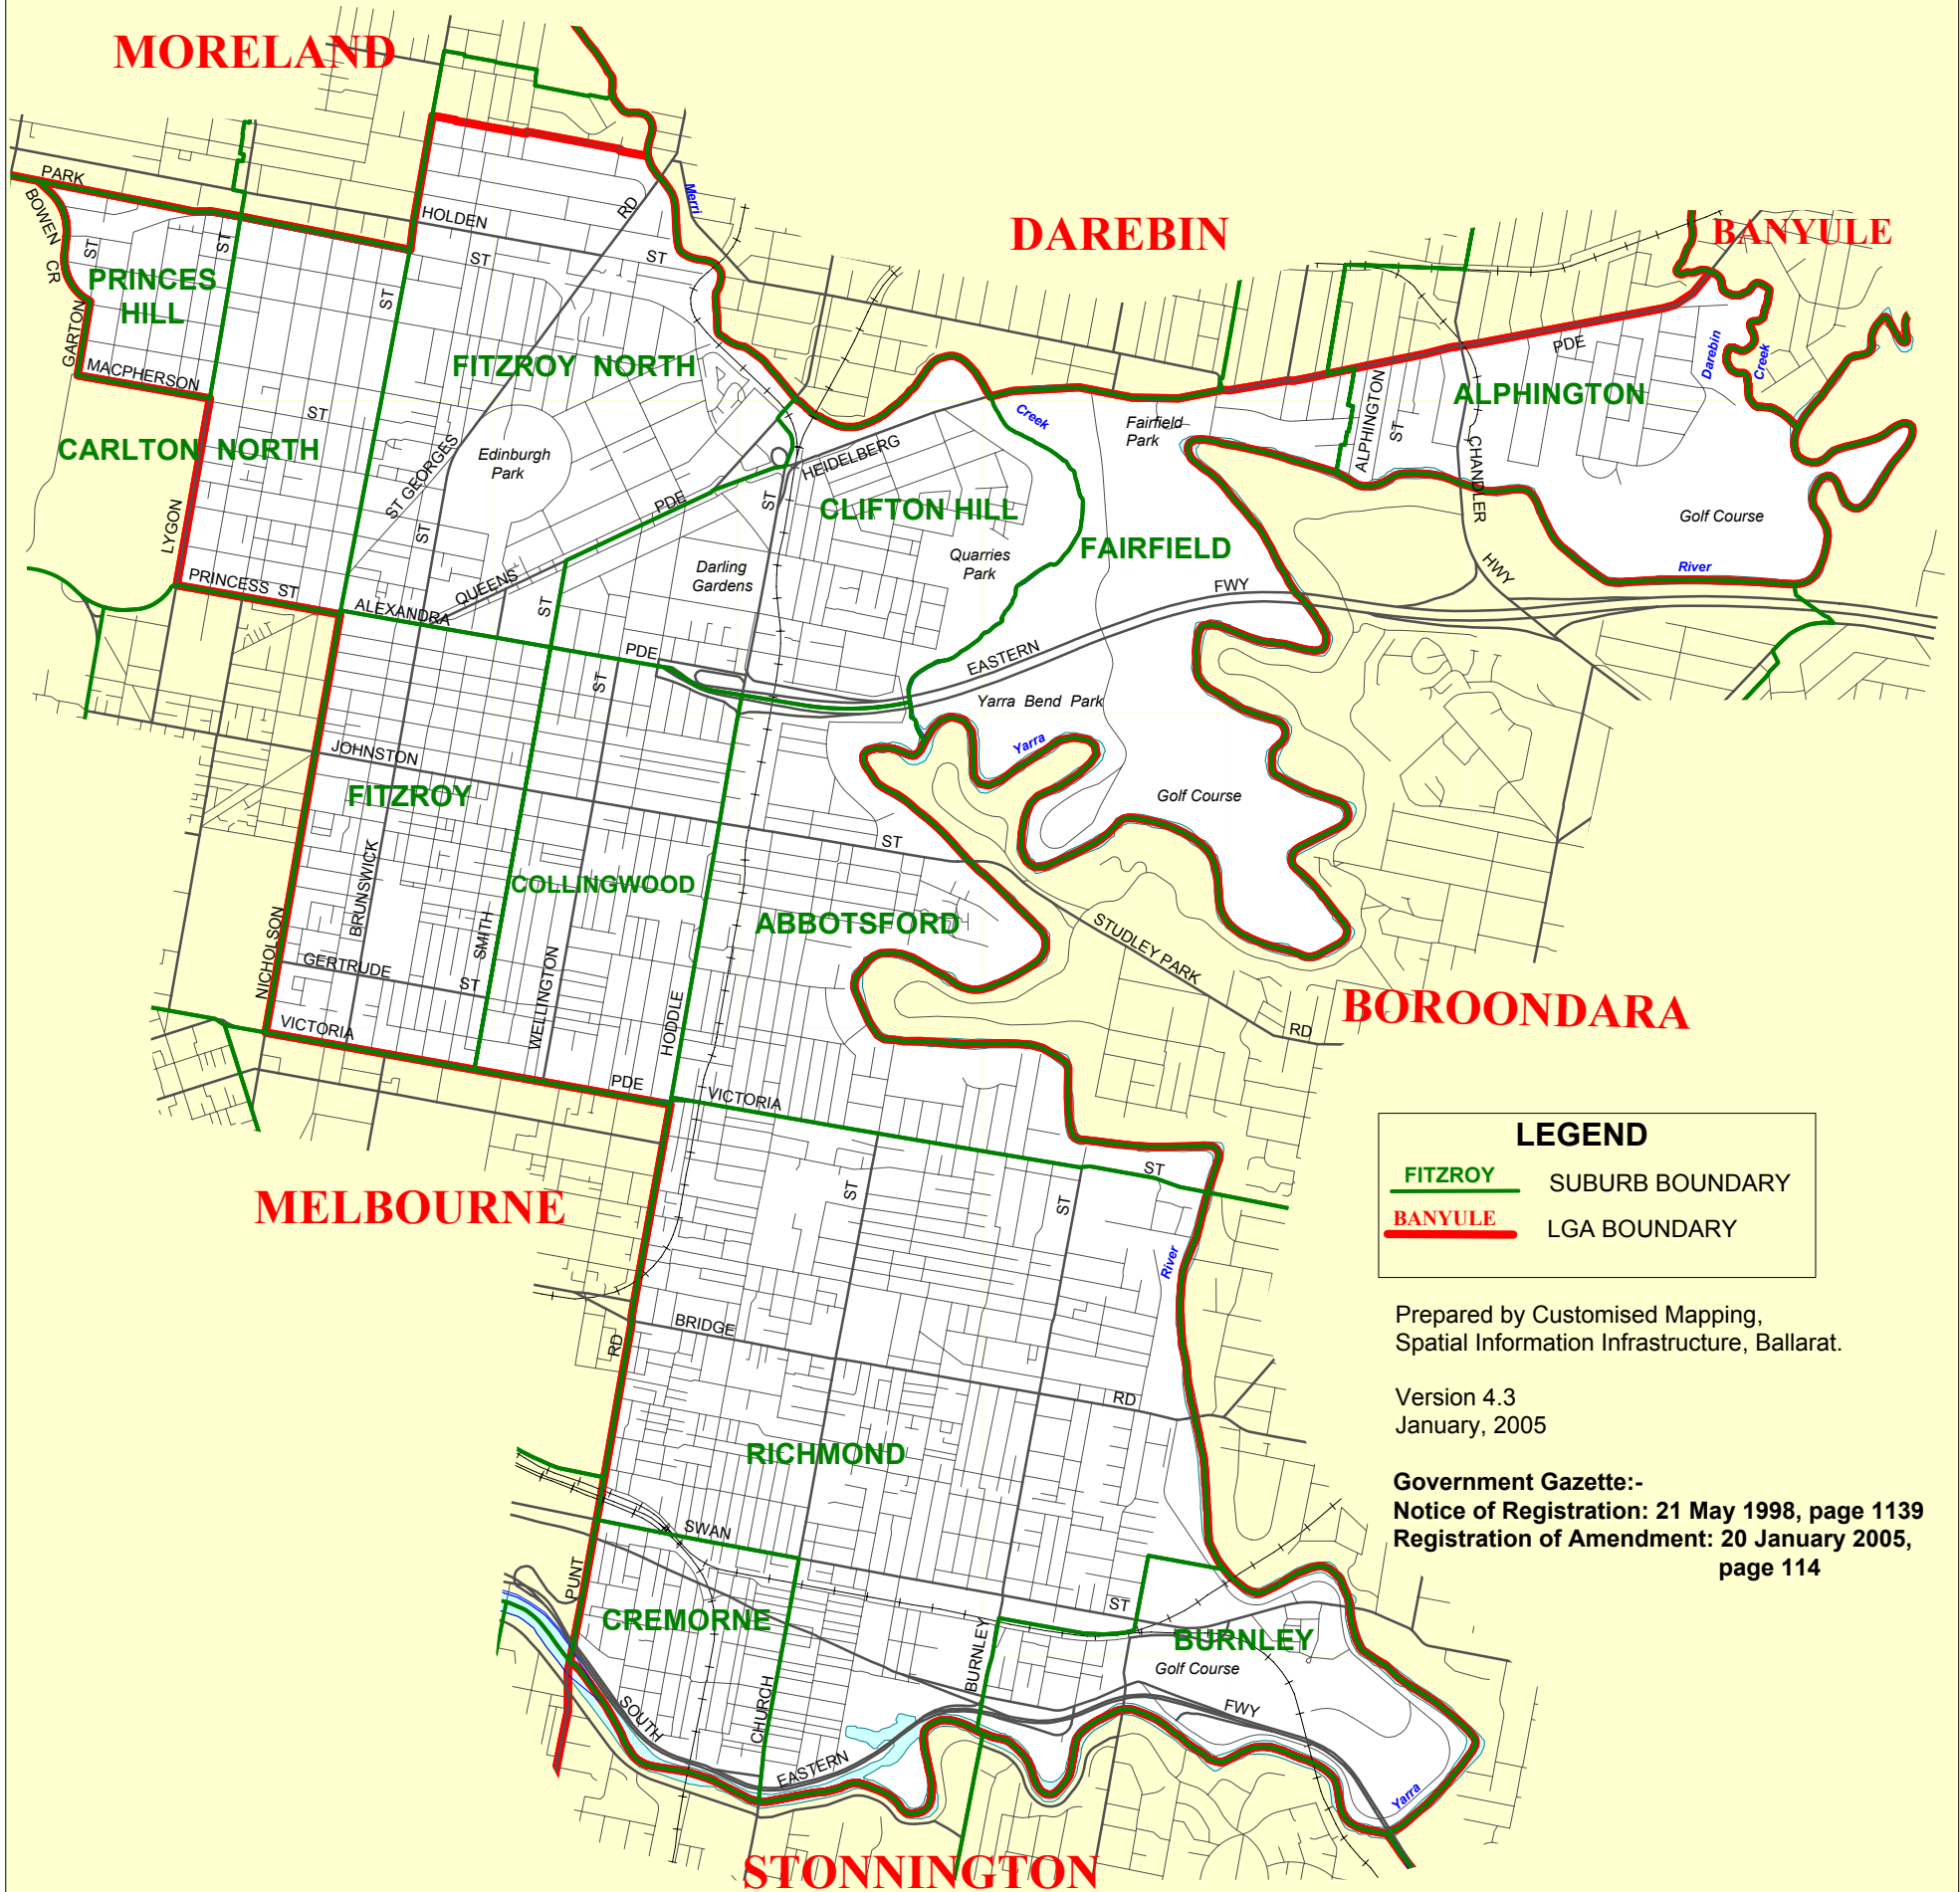 MORELAND
DAREBIN
BANYULE
PARK
BOWEN
CR
ST
ST
HOLDEN
ST
ST
RD
Merri
PRINCES
HILL
ST
GARTON
MACPHERSON
FITZROY NORTH
ST
CARLTON NORTH
Edinburgh
Park
ST GEORGES
ST
LYGON
PRINCESS ST
ALEXANDRA
QUEENS
PDE
ST
HEIDELBERG
CLIFTON HILL
Creek
Fairfield
Park
ALPHINGTON
ST
PDE
ALPHINGTON
Darebin
Creek
CHANDLER
HWY
Golf Course
River
Quarries
Park
FAIRFIELD
Darling
Gardens
ST
PDE
ST
EASTERN
FWY
Yarra Bend Park
Yarra
Golf Course
JOHNSTON
ST
FITZROY
BRUNSWICK
COLLINGWOOD
SMITH
ABBOTSFORD
STUDLEY PARK
RD
NICHOLSON
GERTRUDE
ST
WELLINGTON
HODDLE
VICTORIA
PDE
VICTORIA
ST
BOROONDARA
MELBOURNE
LEGEND
FITZROY SUBURB BOUNDARY
BANYULE LGA BOUNDARY
ST
ST
River
BRIDGE
RD
RD
Prepared by Customised Mapping,
Spatial Information Infrastructure, Ballarat.
Version 4.3
January, 2005
Government Gazette:-
Notice of Registration: 21 May 1998, page 1139
Registration of Amendment: 20 January 2005,
page 114
RICHMOND
SWAN
ST
PUNT
CREMORNE
BURNLEY
BURNLEY
Golf Course
CHURCH
SOUTH
EASTERN
FWY
Yarra
STONNINGTON